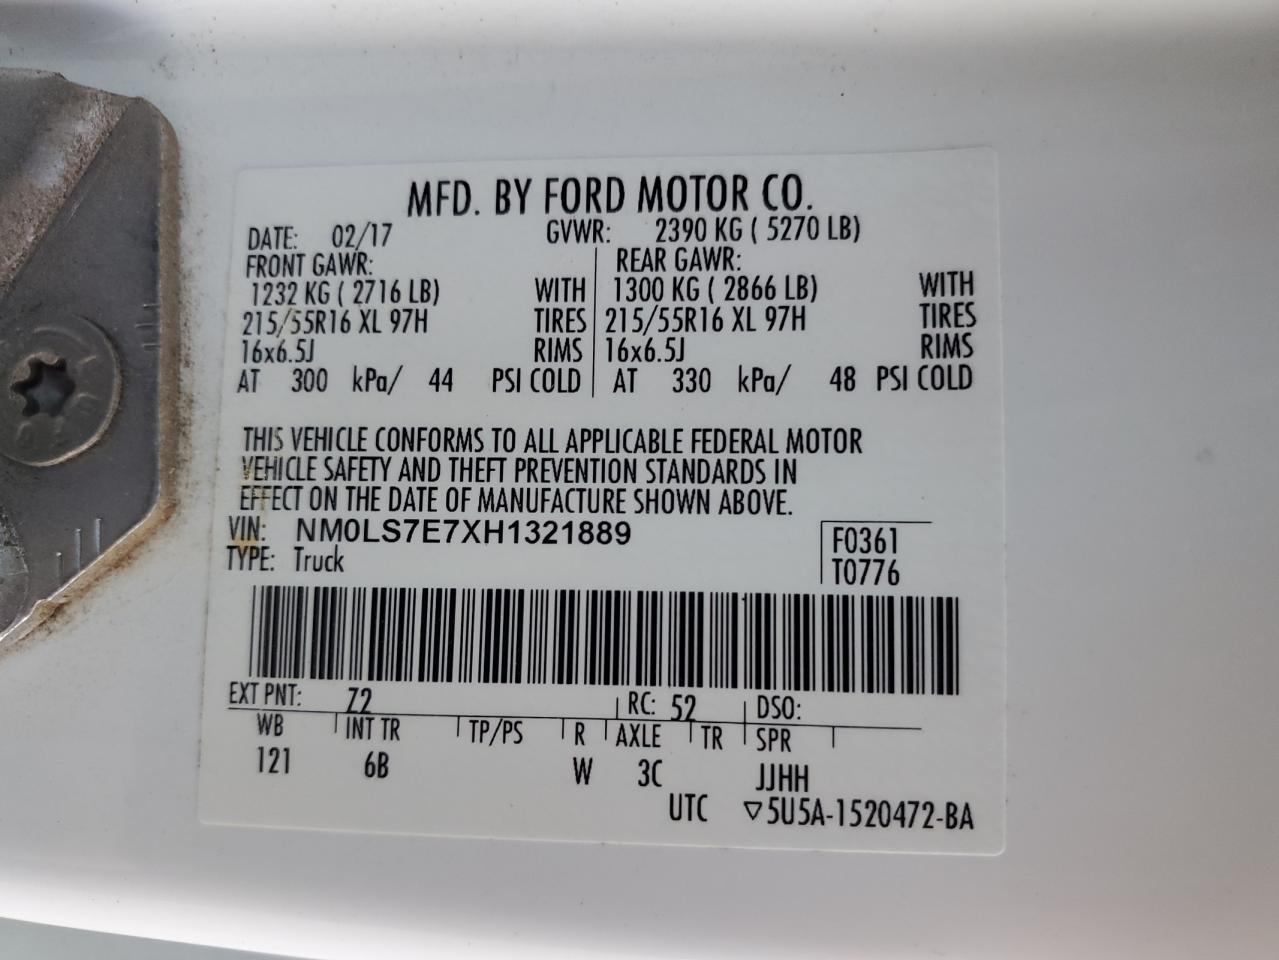 MFD. BY FORD MOTOR CO.
DATE: 02/17 GVWR: 2390 KG ( 5270 LB)
FRONT GAWR: REAR GAWR:
1232 KG ( 2716 LB) WITH 1300 KG ( 2866 LB) WITH
215/55R16 XL 97H TIRES 215/55R16 XL 97H TIRES
16x6.5J RIMS 16x6.5J RIMS
AT 300 kPa/ 44 PSI COLD AT 330 kPa/ 48 PSI COLD
THIS VEHICLE CONFORMS TO ALL APPLICABLE FEDERAL MOTOR
VEHICLE SAFETY AND THEFT PREVENTION STANDARDS IN
EFFECT ON THE DATE OF MANUFACTURE SHOWN ABOVE.
VIN: NM0LS7E7XH1321889 F0361
TYPE: Truck T0776
EXT PNT: Z2 RC: 52 DSO:
WB INT TR TP/PS R AXLE TR SPR
121 6B W 3C JJHH
UTC ▽5U5A-1520472-BA